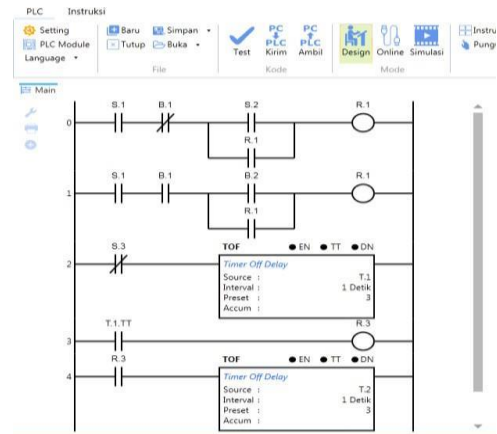 PLC Instruksi
Setting
PLC Module
Language
Baru Simpan
Tutup Buka
File
Test
PC PLC Kirim
PC PLC Ambil
Kode
Design Online Simulasi
Mode
Instru
Pung
Main
S.1 B.1 S.2 R.1
0
R.1
S.1 B.1 B.2 R.1
1
R.1
S.3 TOF EN TT DN
2
Timer Off Delay
Source : T.1
Interval : 1 Detik
Preset : 3
Accum :
T.1.TT R.3
3
R.3 TOF EN TT DN
4
Timer Off Delay
Source : T.2
Interval : 1 Detik
Preset : 3
Accum :